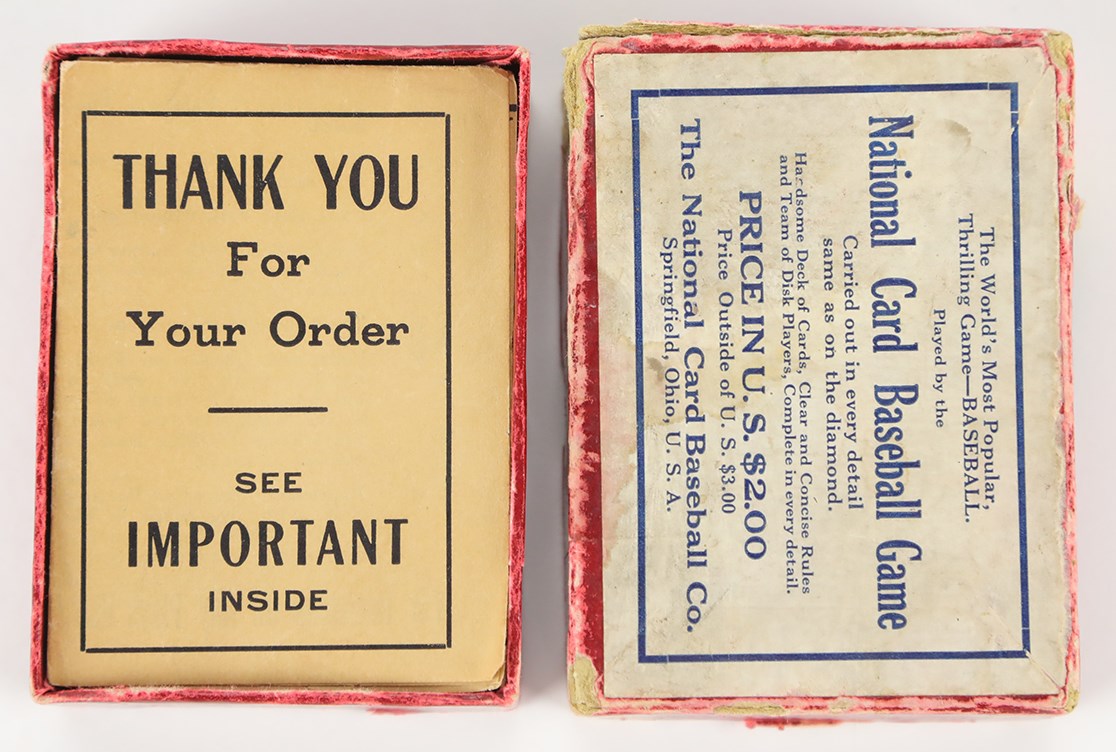 THANK YOU
For
Your Order
SEE
IMPORTANT
INSIDE
The World's Most Popular,
Thrilling Game—BASEBALL.
Played by the
National Card Baseball Game
Carried out in every detail
same as on the diamond.
Handsome Deck of Cards, Clear and Concise Rules
and Team of Disk Players, Complete in every detail.
PRICE IN U. S. $2.00
Price Outside of U. S. $3.00
The National Card Baseball Co.
Springfield, Ohio, U. S. A.